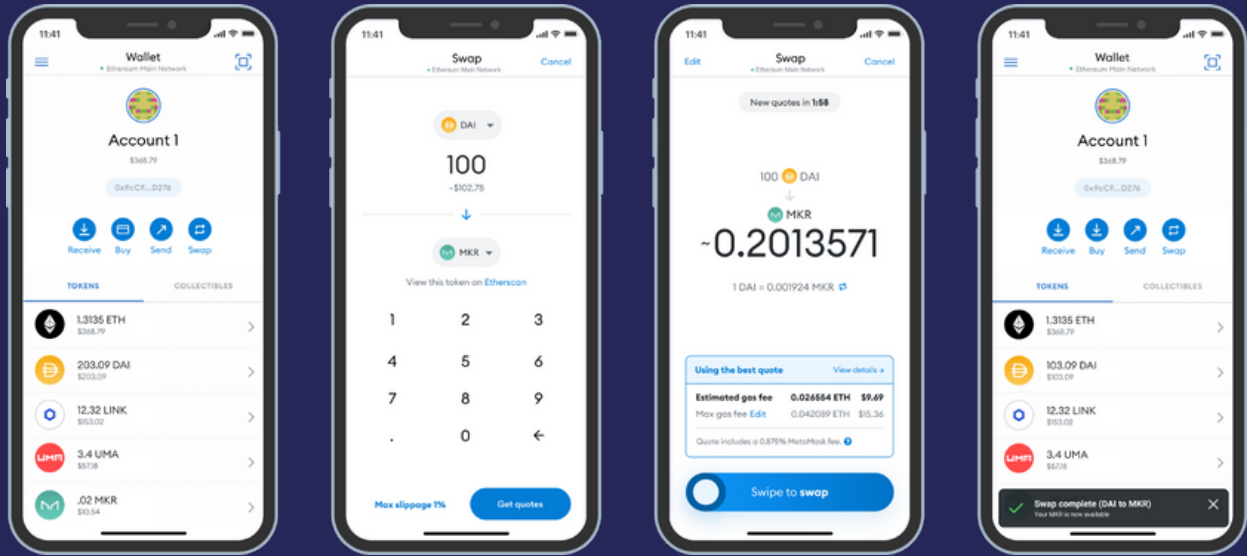 11:41
Wallet
Ethereum Main Network
Account 1
$368.79
0x9cCF...D276
Receive Buy Send Swap
TOKENS COLLECTIBLES
1.3135 ETH
$368.79
203.09 DAI
$203.09
12.32 LINK
$153.02
UMA
3.4 UMA
$57.18
.02 MKR
$10.54
11:41
Swap
Cancel
Ethereum Main Network
DAI
100
~$102.78
MKR
View this token on Etherscan
1 2 3
4 5 6
7 8 9
. 0
Max slippage 1% Get quotes
11:41
Edit Swap Cancel
Ethereum Main Network
New quotes in 1:58
100 DAI
MKR
~0.2013571
1 DAI = 0.001924 MKR
Using the best quote View details
Estimated gas fee 0.026554 ETH $9.69
Max gas fee Edit 0.042089 ETH $15.36
Quote includes a 0.875% MetaMask fee. ?
Swipe to swap
11:41
Wallet
Ethereum Main Network
Account 1
$368.79
0x9cCF...D276
Receive Buy Send Swap
TOKENS COLLECTIBLES
1.3135 ETH
$368.79
103.09 DAI
$103.09
12.32 LINK
$153.02
UMA
3.4 UMA
$57.18
Swap complete (DAI to MKR)
Your MKR is now available